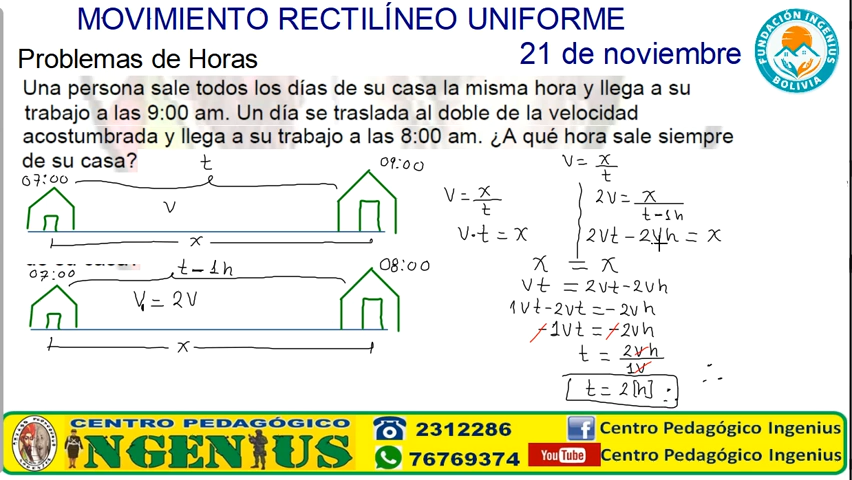 MOVIMIENTO RECTILÍNEO UNIFORME
Problemas de Horas
21 de noviembre
FUNDACIÓN INGENIUS
BOLIVIA
Una persona sale todos los días de su casa la misma hora y llega a su
trabajo a las 9:00 am. Un día se traslada al doble de la velocidad
acostumbrada y llega a su trabajo a las 8:00 am. ¿A qué hora sale siempre
de su casa?
07:00
t
09:00
V
x
07:00
t - 1h
08:00
V₁ = 2V
x
V = x/t
V·t = x
V = x/t
2V = x/(t-1h)
2Vt - 2Vh = x
x = x
Vt = 2Vt - 2Vh
1Vt - 2Vt = -2Vh
-1Vt = -2Vh
t = 2Vh/1V
t = 2[h]
CENTRO PEDAGÓGICO
INGENIUS
2312286
76769374
Centro Pedagógico Ingenius
YouTube Centro Pedagógico Ingenius